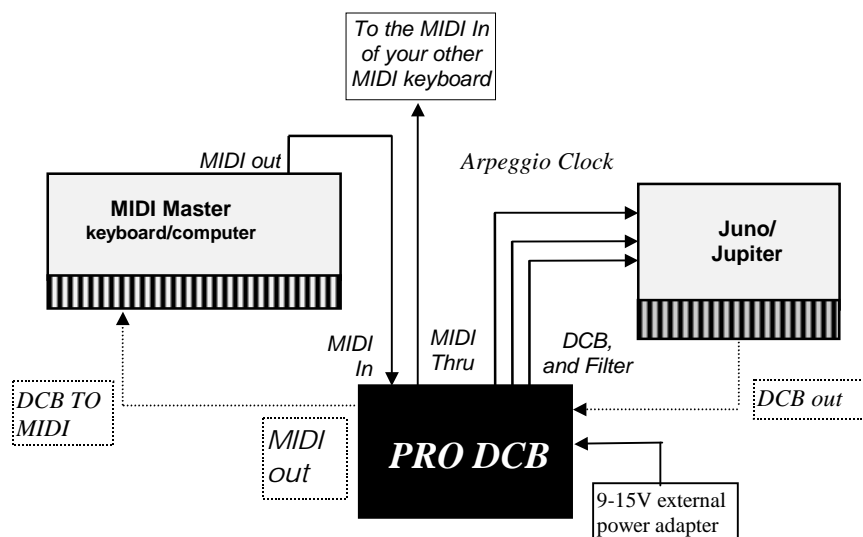 To the MIDI In
of your other
MIDI keyboard
MIDI out
Arpeggio Clock
MIDI Master
keyboard/computer
Juno/
Jupiter
MIDI
In
MIDI
Thru
DCB,
and Filter
DCB TO
MIDI
MIDI
out
PRO DCB
DCB out
9-15V external
power adapter